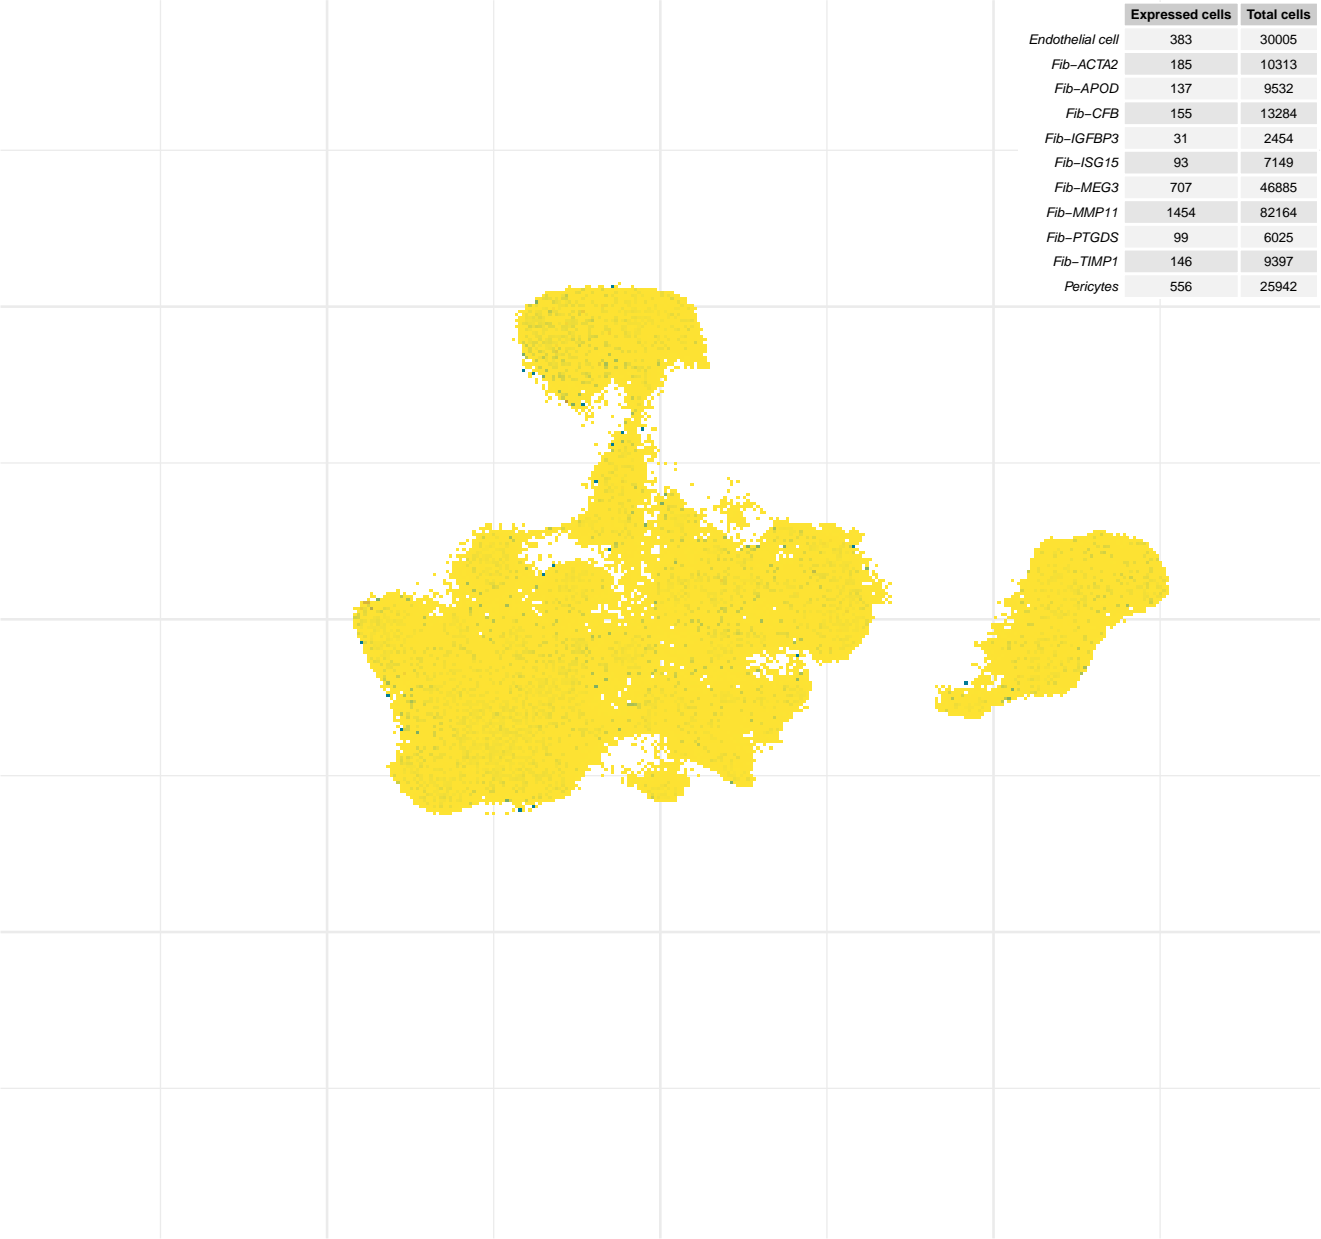 Expressed cells Total cells
Endothelial cell 383 30005
Fib−ACTA2 185 10313
Fib−APOD 137 9532
Fib−CFB 155 13284
Fib−IGFBP3 31 2454
Fib−ISG15 93 7149
Fib−MEG3 707 46885
Fib−MMP11 1454 82164
Fib−PTGDS 99 6025
Fib−TIMP1 146 9397
Pericytes 556 25942